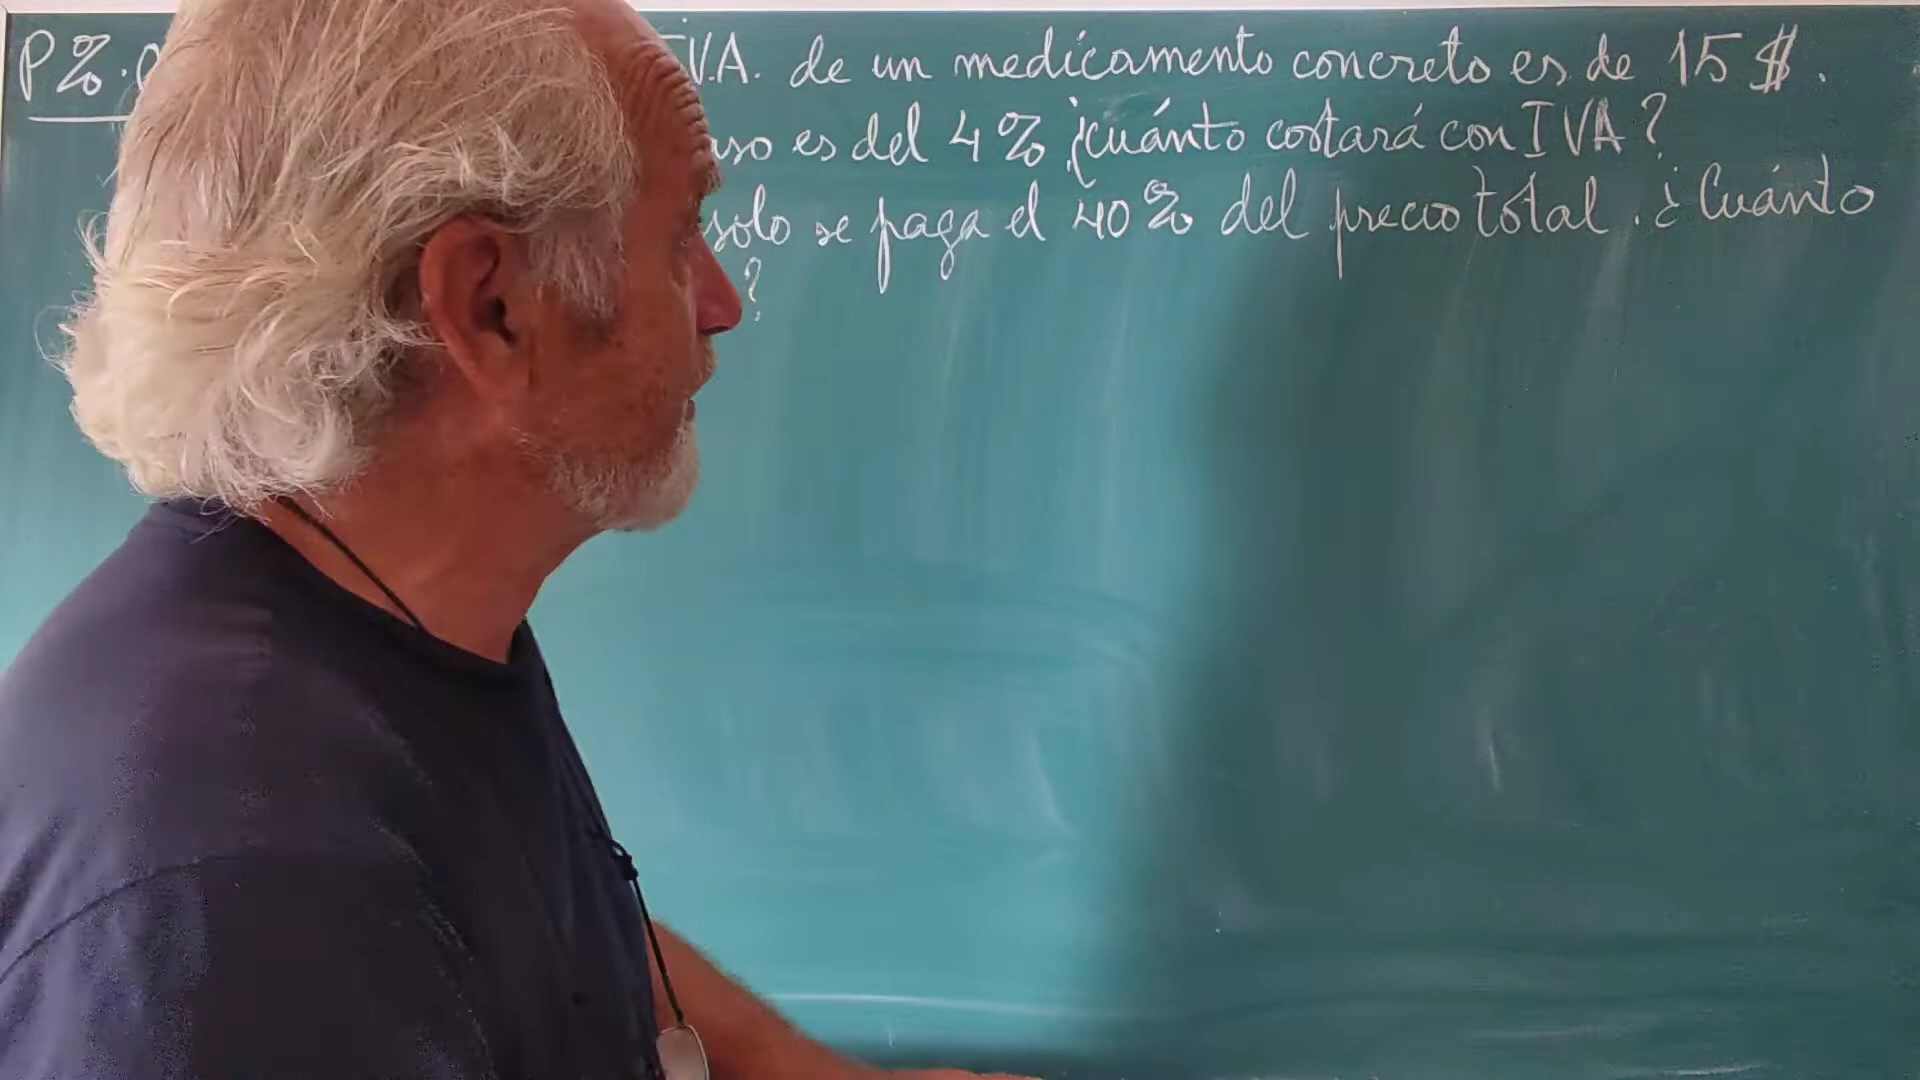 P%. I.V.A. de un medicamento concreto es de 15 $.
es del 4% ¿cuánto costará con IVA?
solo se paga el 40% del precio total. ¿Cuánto
?